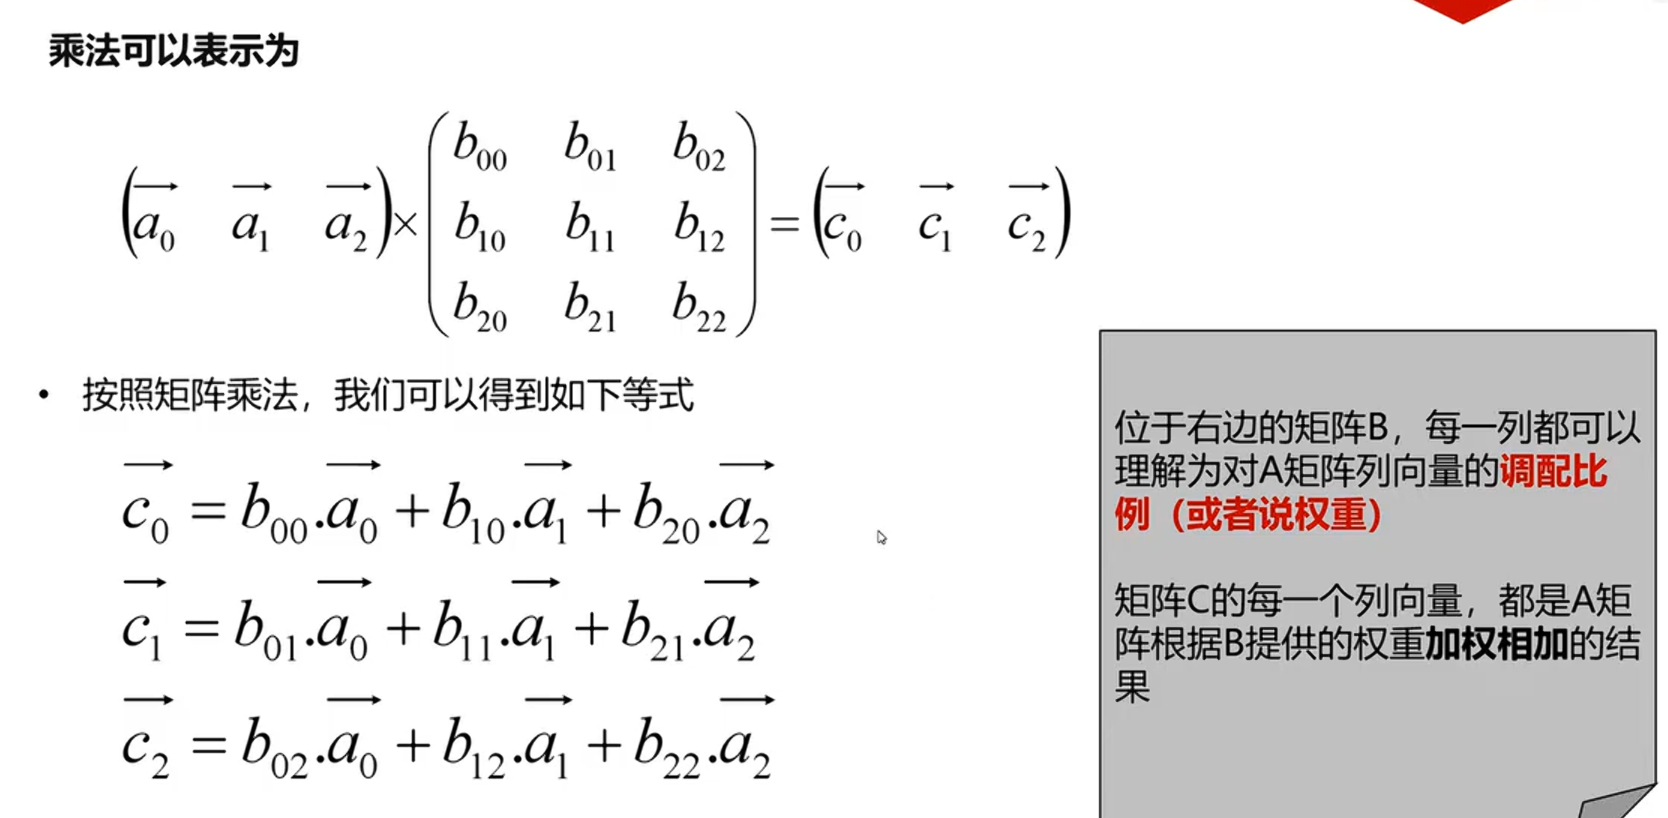 乘法可以表示为
$$\begin{pmatrix} \overrightarrow{a_0} & \overrightarrow{a_1} & \overrightarrow{a_2} \end{pmatrix} \times \begin{pmatrix} b_{00} & b_{01} & b_{02} \\ b_{10} & b_{11} & b_{12} \\ b_{20} & b_{21} & b_{22} \end{pmatrix} = \begin{pmatrix} \overrightarrow{c_0} & \overrightarrow{c_1} & \overrightarrow{c_2} \end{pmatrix}$$
• 按照矩阵乘法，我们可以得到如下等式
$$\overrightarrow{c_0} = b_{00}.\overrightarrow{a_0} + b_{10}.\overrightarrow{a_1} + b_{20}.\overrightarrow{a_2}$$
$$\overrightarrow{c_1} = b_{01}.\overrightarrow{a_0} + b_{11}.\overrightarrow{a_1} + b_{21}.\overrightarrow{a_2}$$
$$\overrightarrow{c_2} = b_{02}.\overrightarrow{a_0} + b_{12}.\overrightarrow{a_1} + b_{22}.\overrightarrow{a_2}$$
位于右边的矩阵B，每一列都可以
理解为对A矩阵列向量的调配比
例（或者说权重）
矩阵C的每一个列向量，都是A矩
阵根据B提供的权重加权相加的结
果